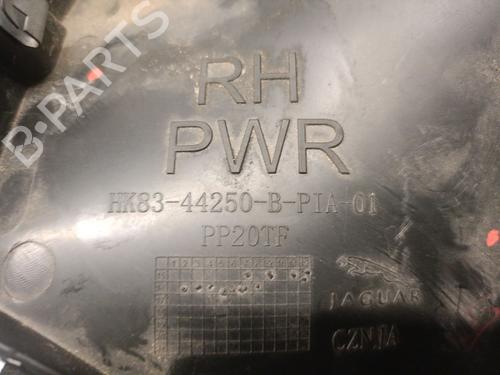 RH
PWR
HK83-44250-B-PIA-01
PP20TF
JAGUAR
CZNJA
B-PARTS